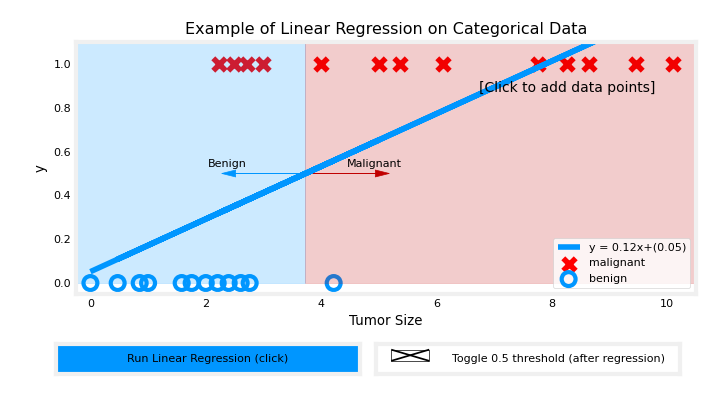 Example of Linear Regression on Categorical Data
1.0
0.8
0.6
0.4
0.2
0.0
y
[Click to add data points]
Benign
Malignant
y = 0.12x+(0.05)
malignant
benign
0
2
4
6
8
10
Tumor Size
Run Linear Regression (click)
Toggle 0.5 threshold (after regression)